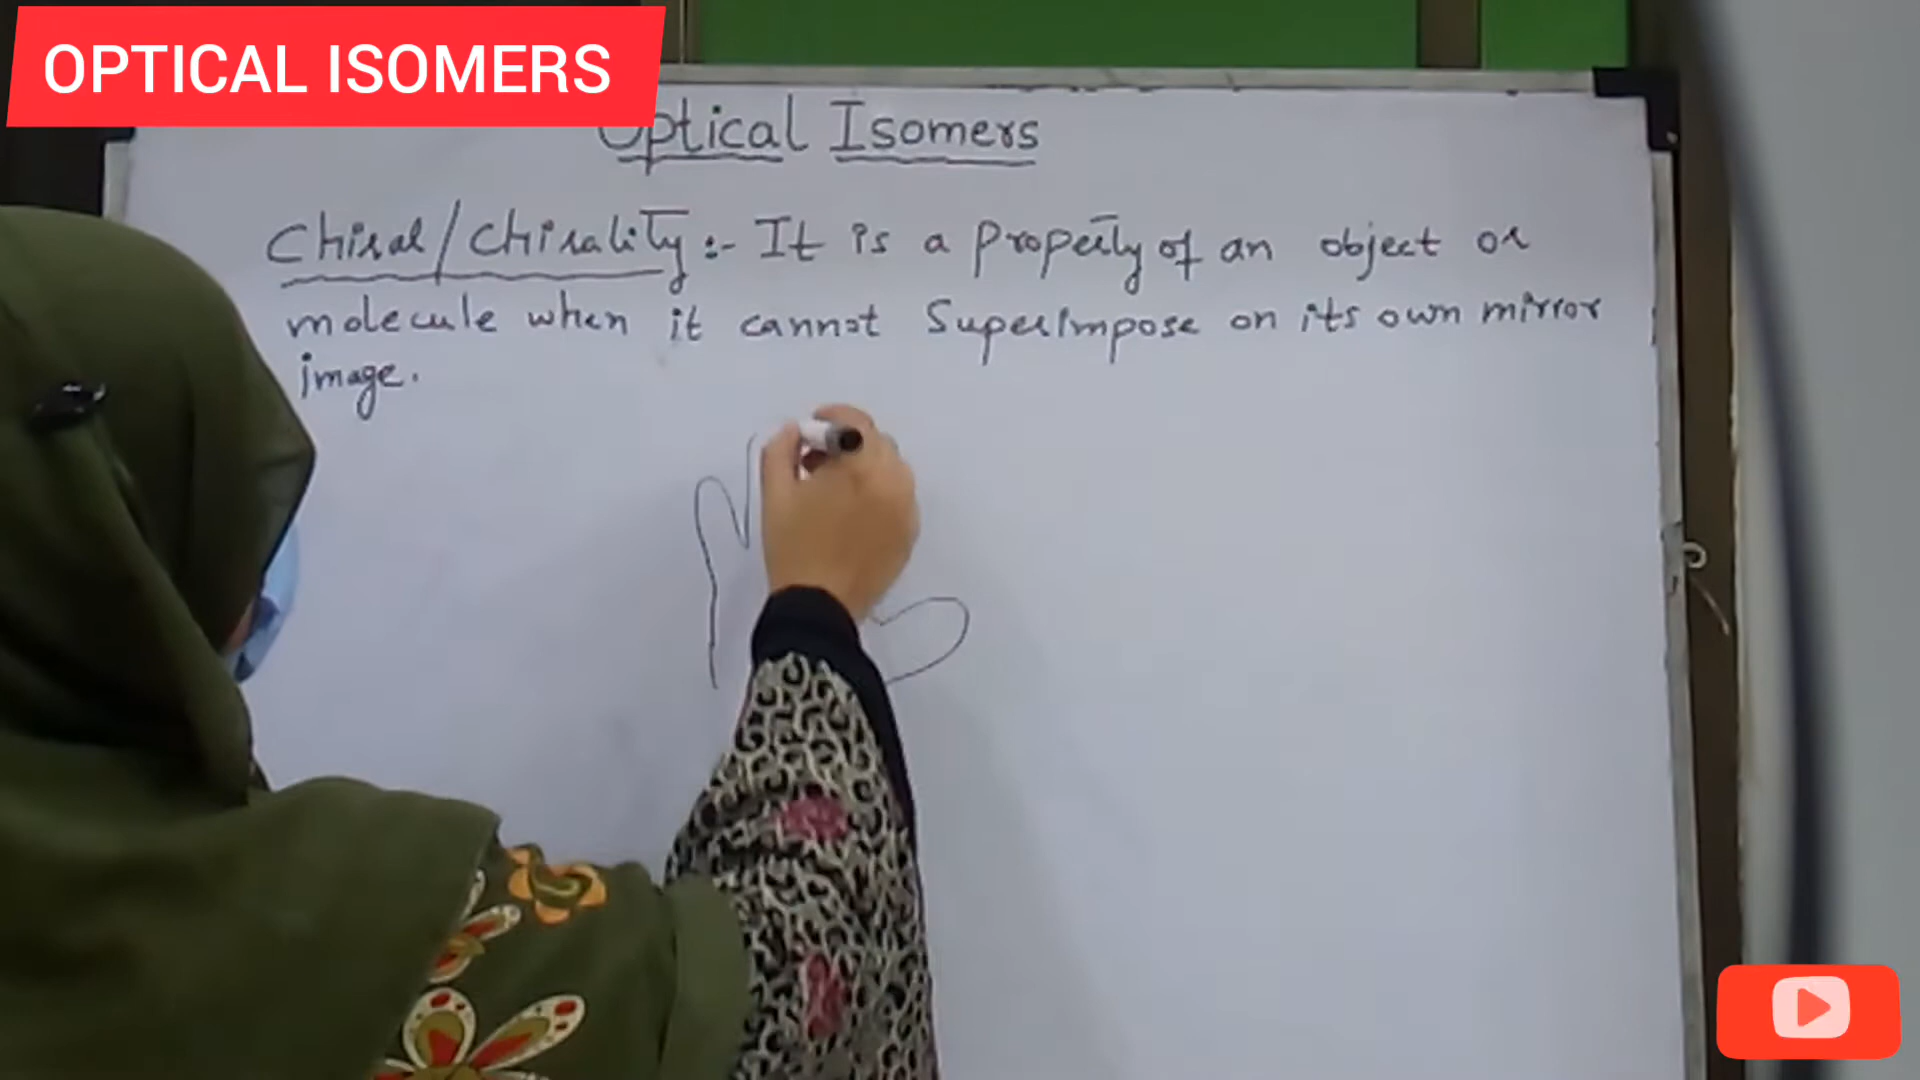 OPTICAL ISOMERS
Optical Isomers
Chiral/Chirality:- It is a property of an object or
molecule when it cannot SuperImpose on its own mirror
image.